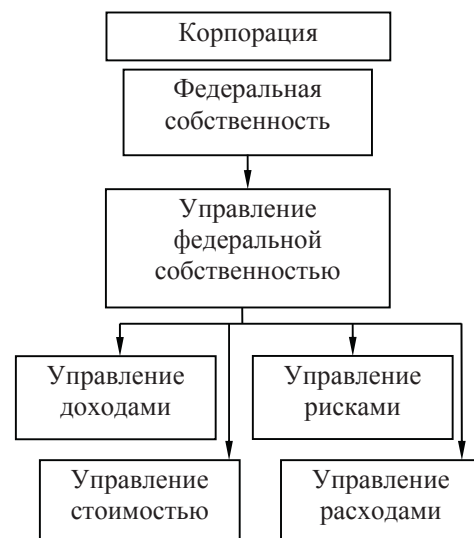 Корпорация
Федеральная
собственность
Управление
федеральной
собственностью
Управление
доходами
Управление
рисками
Управление
стоимостью
Управление
расходами